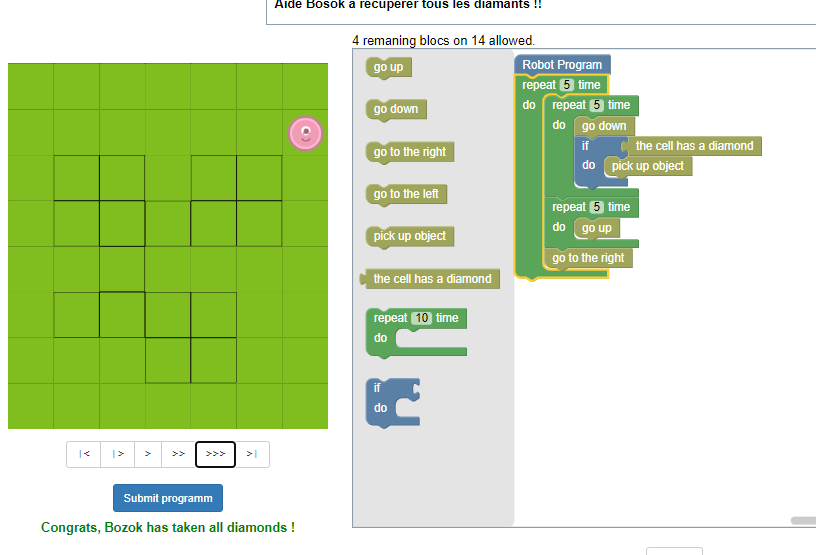 Aide Bosok à récupérer tous les diamants !!
4 remaning blocs on 14 allowed.
go up
go down
go to the right
go to the left
pick up object
the cell has a diamond
repeat 10 time
do
if
do
Robot Program
repeat 5 time
do repeat 5 time
do go down
if the cell has a diamond
do pick up object
repeat 5 time
do go up
go to the right
|< |> > >> >>> >|
Submit programm
Congrats, Bozok has taken all diamonds !